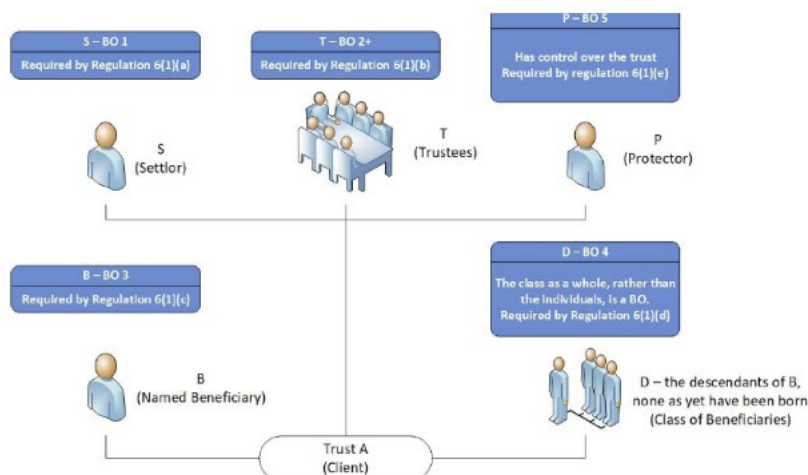 S – BO 1
Required by Regulation 6(1)(a)
T – BO 2+
Required by Regulation 6(1)(b)
P – BO 5
Has control over the trust
Required by regulation 6(1)(e)
S
(Settlor)
T
(Trustees)
P
(Protector)
B – BO 3
Required by Regulation 6(1)(c)
D – BO 4
The class as a whole, rather than
the individuals, is a BO.
Required by Regulation 6(1)(d)
B
(Named Beneficiary)
D – the descendants of B,
none as yet have been born
(Class of Beneficiaries)
Trust A
(Client)